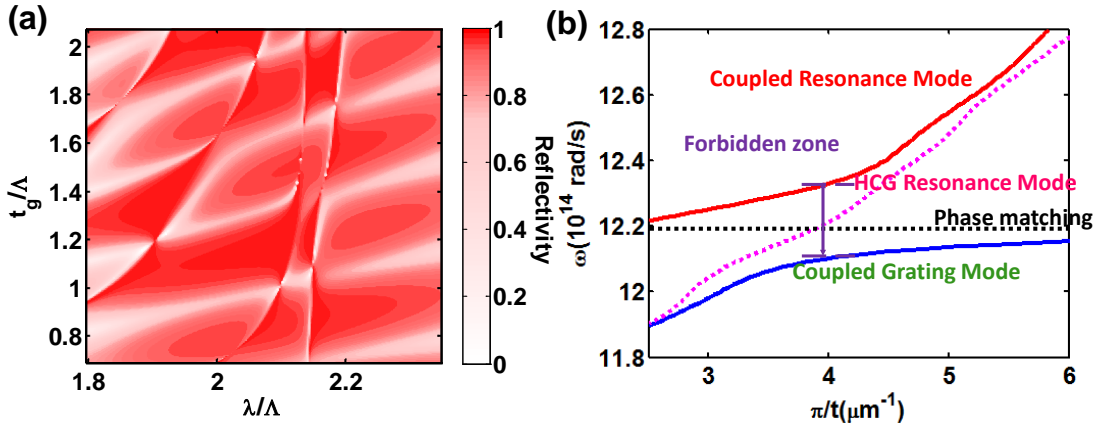 (a)
t_g/Λ
2
1.8
1.6
1.4
1.2
1
0.8
1.8
2
2.2
λ/Λ
1
0.8
0.6
0.4
0.2
0
Reflectivity
(b)
ω(10^14 rad/s)
12.8
12.6
12.4
12.2
12
11.8
Coupled Resonance Mode
Forbidden zone
HCG Resonance Mode
Phase matching
Coupled Grating Mode
3
4
5
6
π/t(μm^-1)